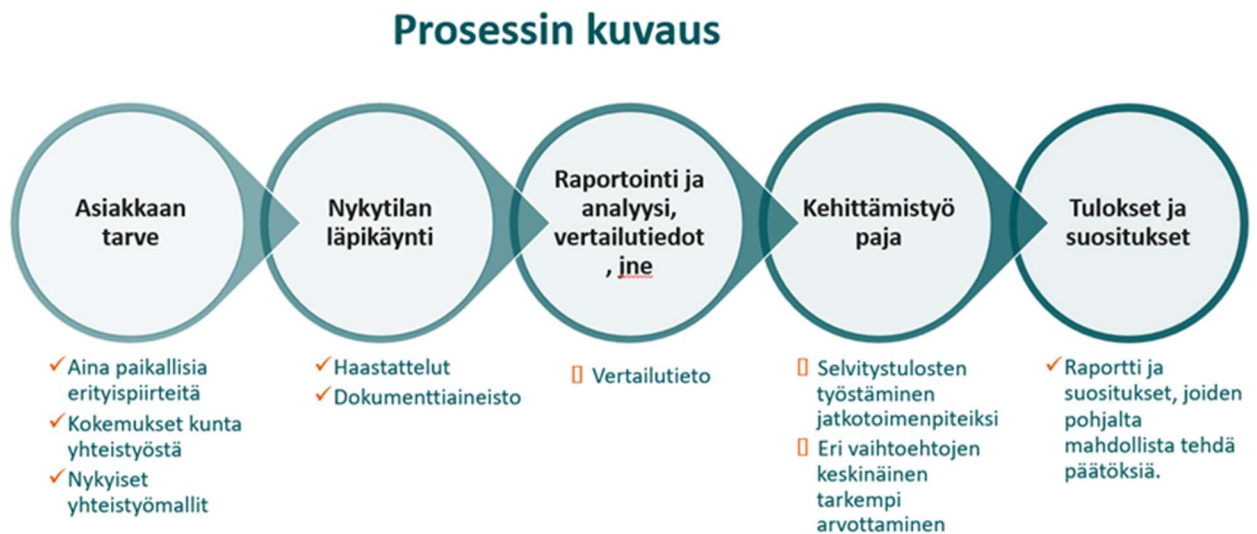 Prosessin kuvaus
Asiakkaan
tarve
Nykytilan
läpikäynti
Raportointi ja
analyysi,
vertailutiedot
, jne
Kehittämistyö
paja
Tulokset ja
suositukset
✓ Aina paikallisia
erityispiirteitä
✓ Kokemukset kunta
yhteistyöstä
✓ Nykyiset
yhteistyömallit
✓ Haastattelut
✓ Dokumenttiaineisto
▯ Vertailutieto
▯ Selvitystulosten
työstäminen
jatkotoimenpiteiksi
▯ Eri vaihtoehtojen
keskinäinen
tarkempi
arvottaminen
✓ Raportti ja
suositukset, joiden
pohjalta
mahdollista tehdä
päätöksiä.